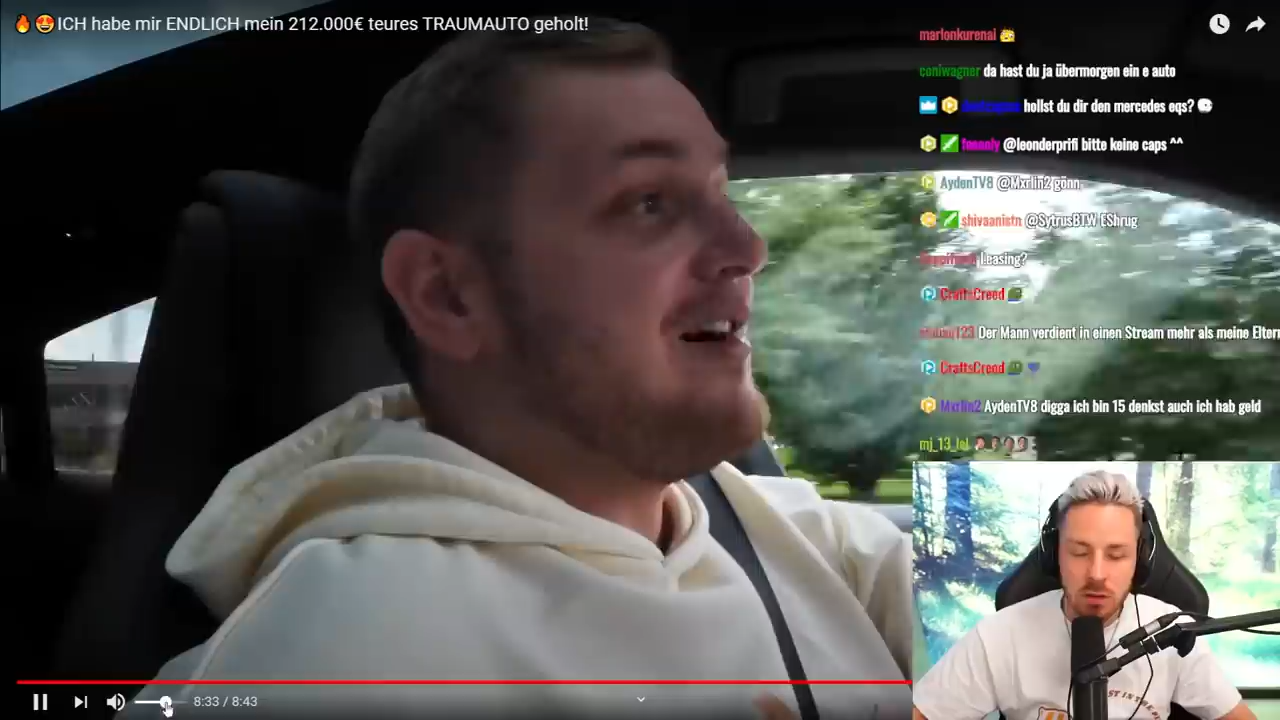 ICH habe mir ENDLICH mein 212.000€ teures TRAUMAUTO geholt!
marlonkurenai
coniwagner da hast du ja übermorgen ein e auto
hollst du dir den mercedes eqs?
@leonderprifi bitte keine caps ^^
AydenTV8 @Mxrlin2 gönn
shivaanistn @SytrusBTW EShrug
Leasing?
CraftsCreed
Der Mann verdient in einen Stream mehr als meine Eltern
CraftsCreed
Mxrlin2 AydenTV8 digga ich bin 15 denkst auch ich hab geld
mj_13_lol
8:33 / 8:43